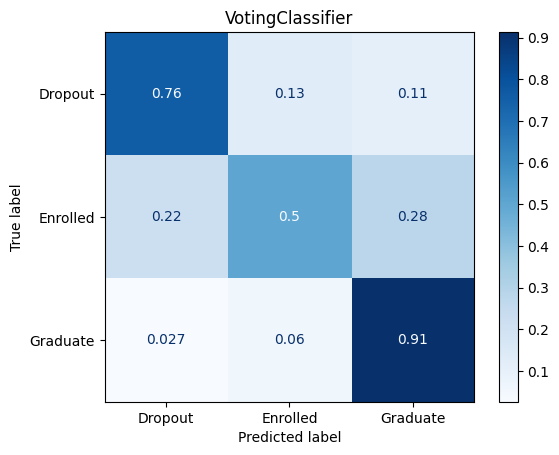 VotingClassifier
Dropout 0.76 0.13 0.11
Enrolled 0.22 0.5 0.28
Graduate 0.027 0.06 0.91
Dropout Enrolled Graduate
Predicted label
True label
0.9
0.8
0.7
0.6
0.5
0.4
0.3
0.2
0.1